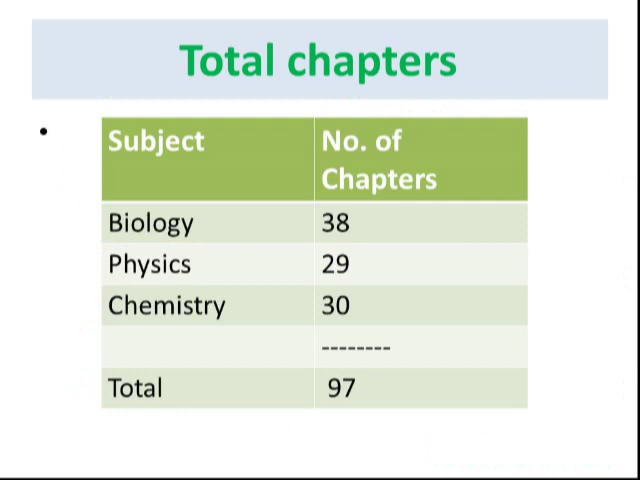 Total chapters
•
Subject No. of Chapters
Biology 38
Physics 29
Chemistry 30
--------
Total 97